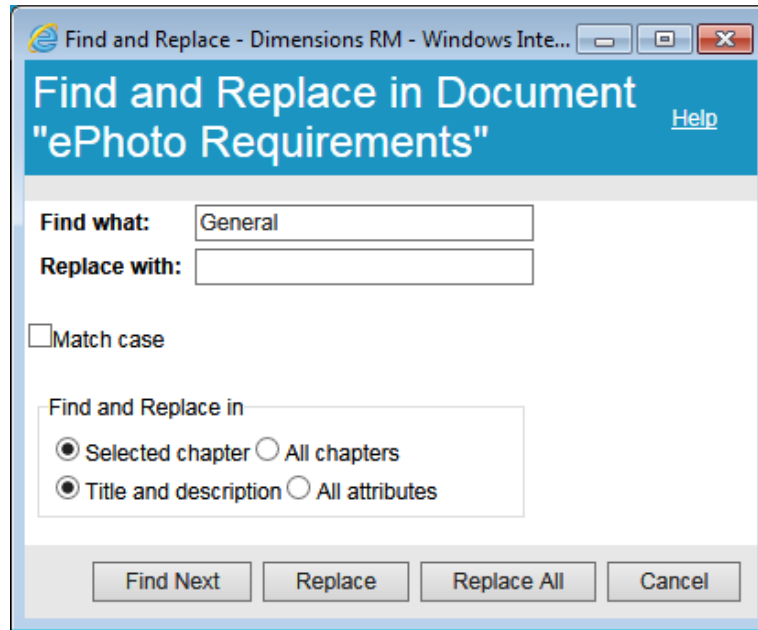 Find and Replace - Dimensions RM - Windows Inte...
Find and Replace in Document
"ePhoto Requirements"
Help
Find what: General
Replace with:
Match case
Find and Replace in
Selected chapter All chapters
Title and description All attributes
Find Next Replace Replace All Cancel